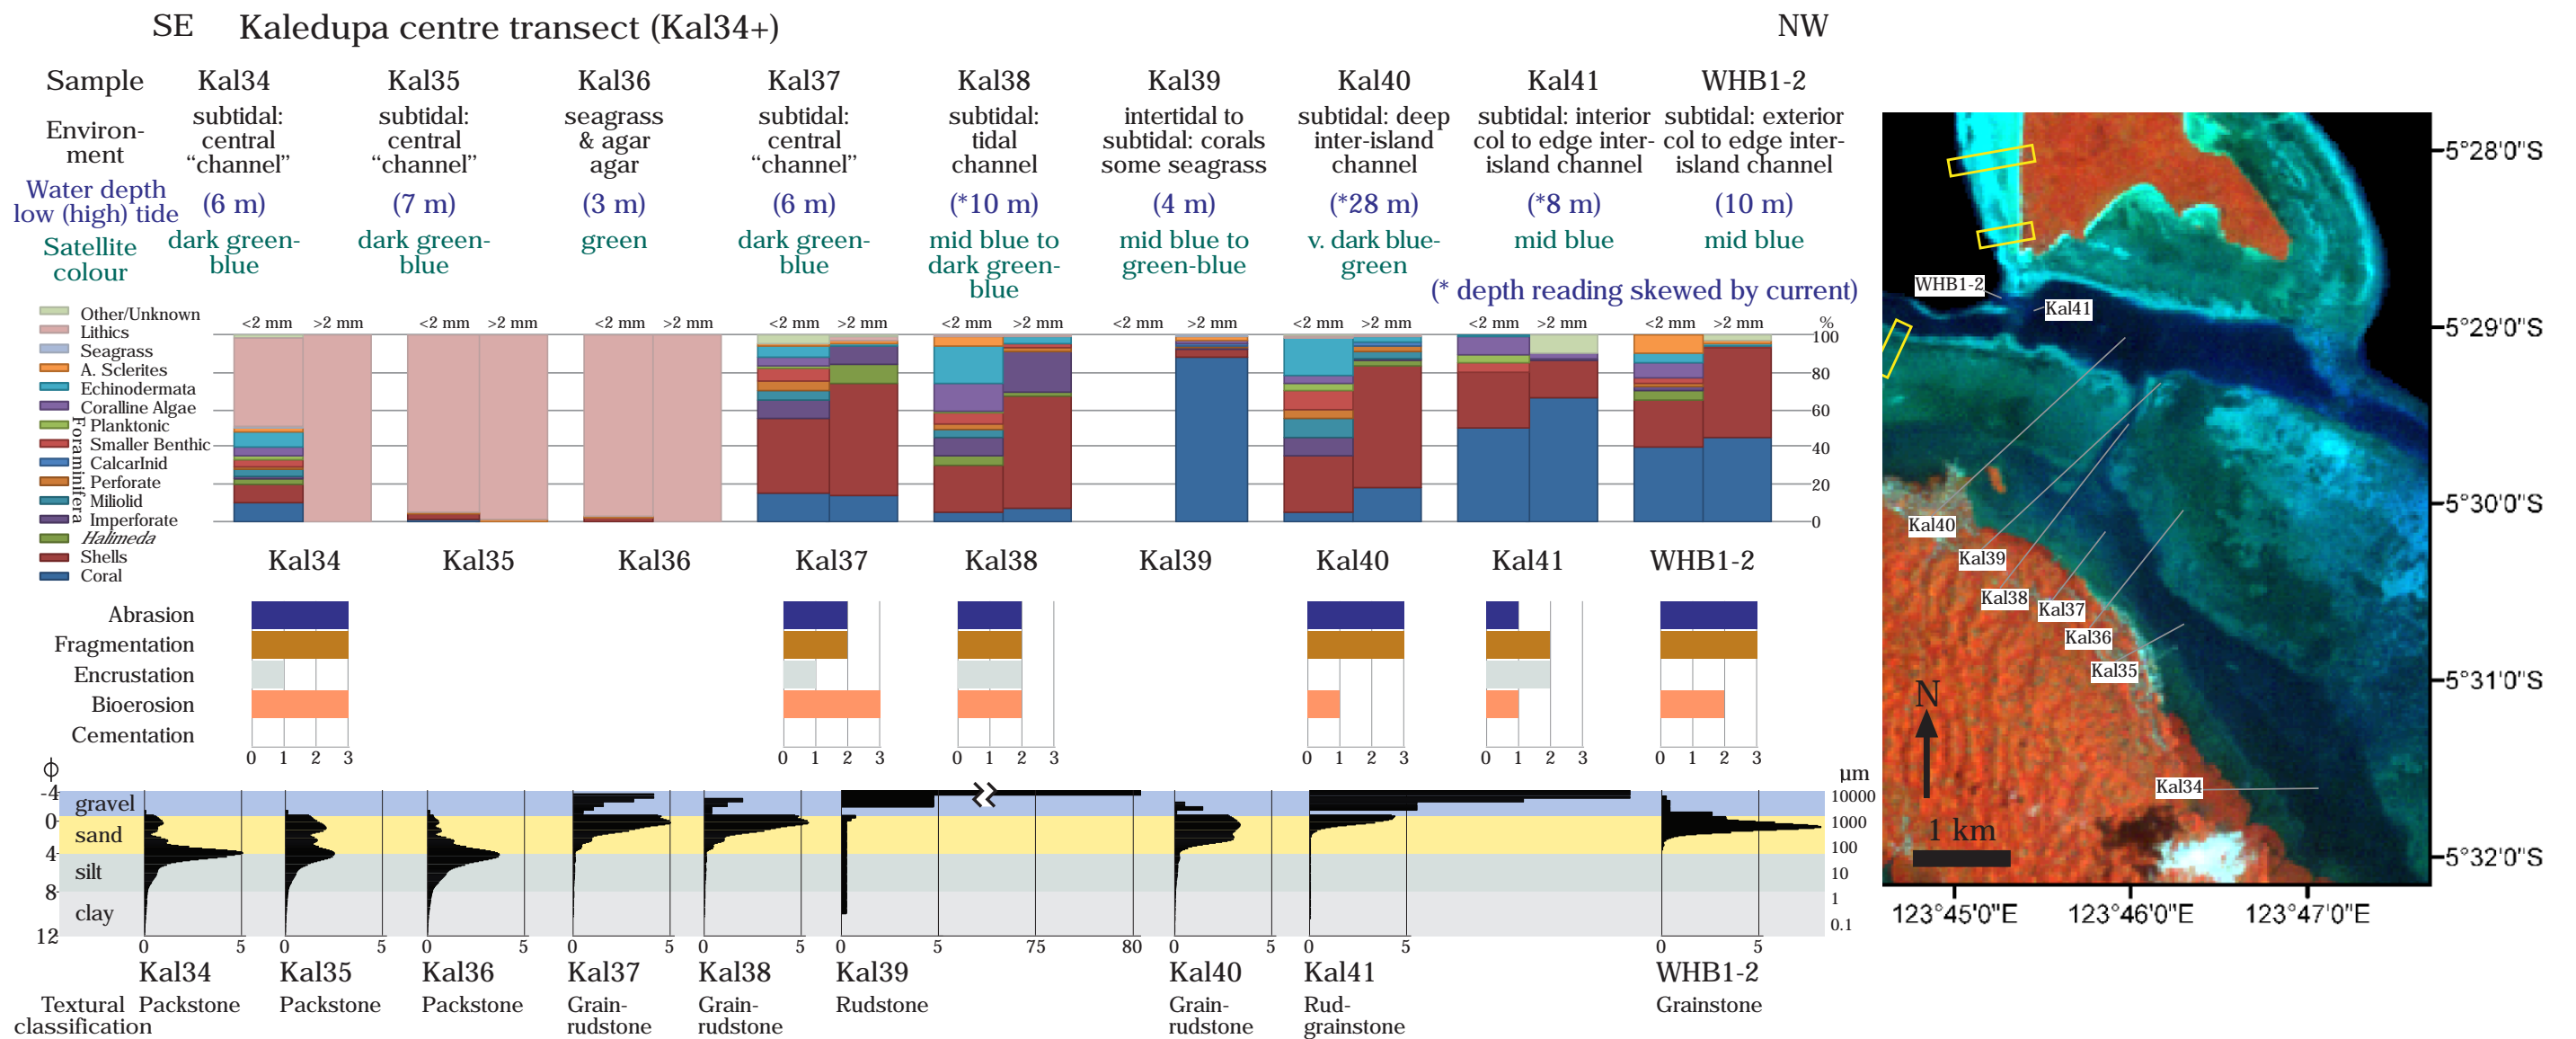 SE Kaledupa centre transect (Kal34+) NW
Sample Kal34 Kal35 Kal36 Kal37 Kal38 Kal39 Kal40 Kal41 WHB1-2
Environ-
ment
subtidal:
central
“channel”
subtidal:
central
“channel”
seagrass
& agar
agar
subtidal:
central
“channel”
subtidal:
tidal
channel
intertidal to
subtidal: corals
some seagrass
subtidal: deep
inter-island
channel
subtidal: interior
col to edge inter-
island channel
subtidal: exterior
col to edge inter-
island channel
Water depth
low (high) tide
(6 m) (7 m) (3 m) (6 m) (*10 m) (4 m) (*28 m) (*8 m) (10 m)
Satellite
colour
dark green-
blue
dark green-
blue
green
dark green-
blue
mid blue to
dark green-
blue
mid blue to
green-blue
v. dark blue-
green
mid blue
mid blue
(* depth reading skewed by current)
Other/Unknown
Lithics
Seagrass
A. Sclerites
Echinodermata
Coralline Algae
Planktonic
Smaller Benthic
CalcarInid
Perforate
Miliolid
Imperforate
Halimeda
Shells
Coral
Foraminifera
<2 mm >2 mm <2 mm >2 mm <2 mm >2 mm <2 mm >2 mm <2 mm >2 mm <2 mm >2 mm <2 mm >2 mm <2 mm >2 mm <2 mm >2 mm %
100
80
60
40
20
0
Kal34 Kal35 Kal36 Kal37 Kal38 Kal39 Kal40 Kal41 WHB1-2
Abrasion
Fragmentation
Encrustation
Bioerosion
Cementation
0 1 2 3 0 1 2 3 0 1 2 3 0 1 2 3 0 1 2 3 0 1 2 3
ϕ
-4
0
4
8
12
gravel
sand
silt
clay
µm
10000
1000
100
10
1
0.1
0 5 0 5 0 5 0 5 0 5 0 5 75 80 0 5 0 5 0 5
Kal34 Kal35 Kal36 Kal37 Kal38 Kal39 Kal40 Kal41 WHB1-2
Textural
classification
Packstone
Packstone
Packstone
Grain-
rudstone
Grain-
rudstone
Rudstone
Grain-
rudstone
Rud-
grainstone
Grainstone
WHB1-2
Kal41
Kal40
Kal39
Kal38
Kal37
Kal36
Kal35
Kal34
N
1 km
5°28'0"S
5°29'0"S
5°30'0"S
5°31'0"S
5°32'0"S
123°45'0"E 123°46'0"E 123°47'0"E